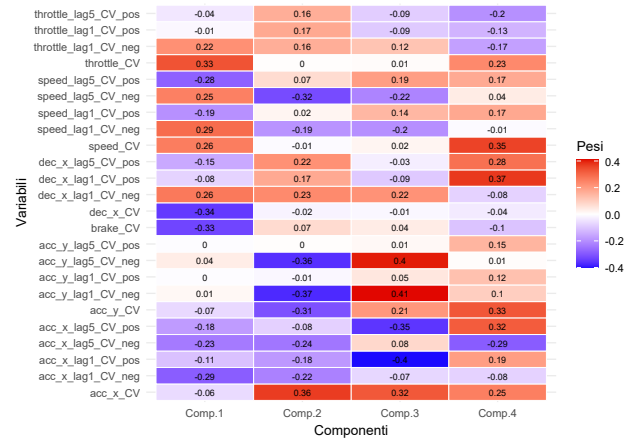 throttle_lag5_CV_pos -0.04 0.16 -0.09 -0.2
throttle_lag1_CV_pos -0.01 0.17 -0.09 -0.13
throttle_lag1_CV_neg 0.22 0.16 0.12 -0.17
throttle_CV 0.33 0 0.01 0.23
speed_lag5_CV_pos -0.28 0.07 0.19 0.17
speed_lag5_CV_neg 0.25 -0.32 -0.22 0.04
speed_lag1_CV_pos -0.19 0.02 0.14 0.17
speed_lag1_CV_neg 0.29 -0.19 -0.2 -0.01
speed_CV 0.26 -0.01 0.02 0.35
dec_x_lag5_CV_pos -0.15 0.22 -0.03 0.28
dec_x_lag1_CV_pos -0.08 0.17 -0.09 0.37
dec_x_lag1_CV_neg 0.26 0.23 0.22 -0.08
dec_x_CV -0.34 -0.02 -0.01 -0.04
brake_CV -0.33 0.07 0.04 -0.1
acc_y_lag5_CV_pos 0 0 0.01 0.15
acc_y_lag5_CV_neg 0.04 -0.36 0.4 0.01
acc_y_lag1_CV_pos 0 -0.01 0.05 0.12
acc_y_lag1_CV_neg 0.01 -0.37 0.41 0.1
acc_y_CV -0.07 -0.31 0.21 0.33
acc_x_lag5_CV_pos -0.18 -0.08 -0.35 0.32
acc_x_lag5_CV_neg -0.23 -0.24 0.08 -0.29
acc_x_lag1_CV_pos -0.11 -0.18 -0.4 0.19
acc_x_lag1_CV_neg -0.29 -0.22 -0.07 -0.08
acc_x_CV -0.06 0.36 0.32 0.25
Comp.1 Comp.2 Comp.3 Comp.4
Componenti
Variabili
Pesi
0.4
0.2
0.0
-0.2
-0.4